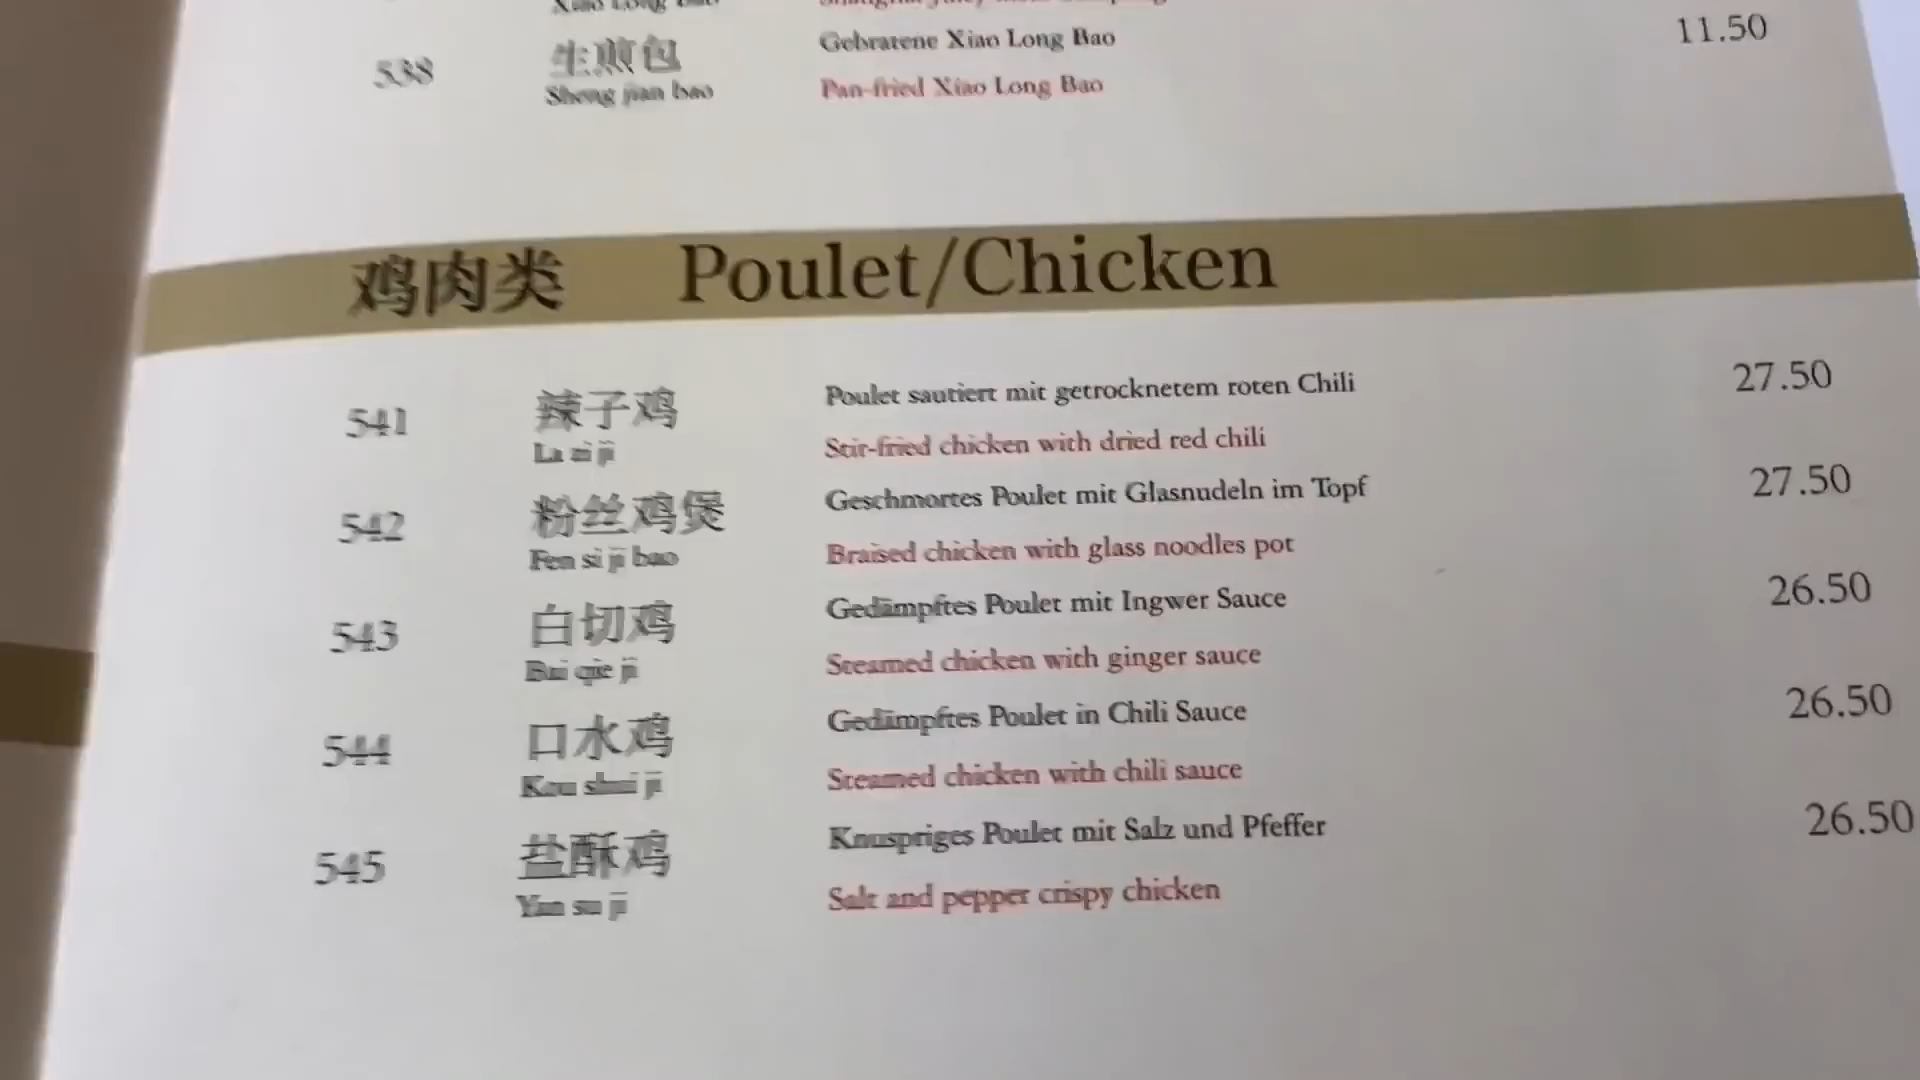 Xiao Long Bao
538 生煎包 Gebratene Xiao Long Bao 11.50
Sheng jian bao Pan-fried Xiao Long Bao
鸡肉类 Poulet/Chicken
541 辣子鸡 Poulet sautiert mit getrocknetem roten Chili 27.50
La zi ji Stir-fried chicken with dried red chili
542 粉丝鸡煲 Geschmortes Poulet mit Glasnudeln im Topf 27.50
Fen si ji bao Braised chicken with glass noodles pot
543 白切鸡 Gedämpftes Poulet mit Ingwer Sauce 26.50
Bai qie ji Steamed chicken with ginger sauce
544 口水鸡 Gedämpftes Poulet in Chili Sauce 26.50
Kou shui ji Steamed chicken with chili sauce
545 盐酥鸡 Knuspriges Poulet mit Salz und Pfeffer 26.50
Yan su ji Salt and pepper crispy chicken